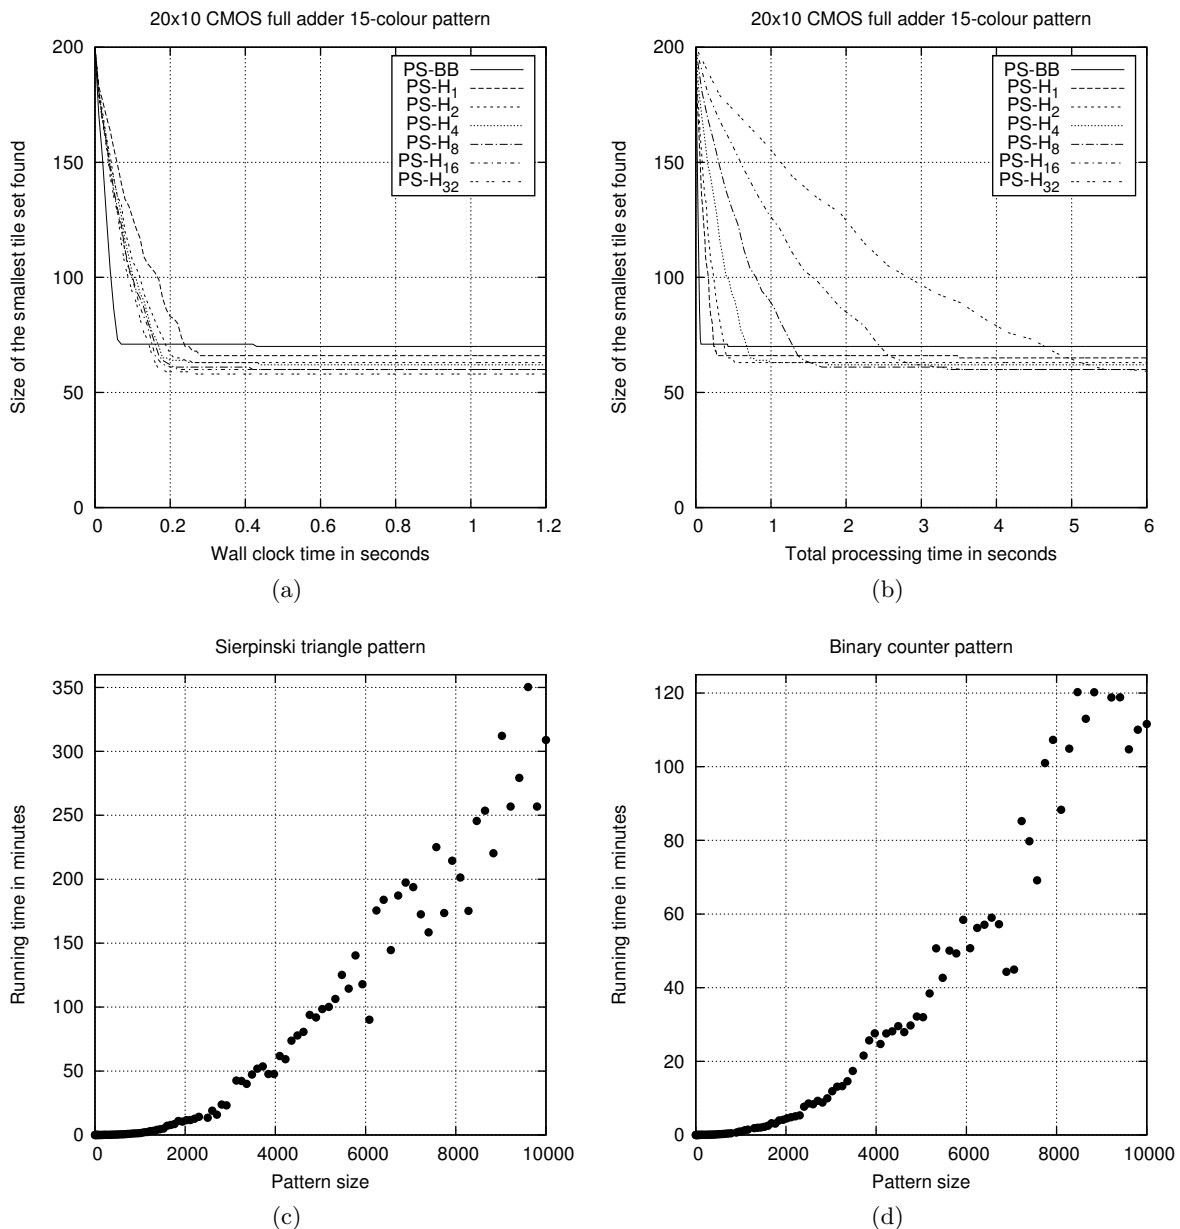 20x10 CMOS full adder 15-colour pattern
200
150
100
50
0
Size of the smallest tile set found
PS-BB
PS-H1
PS-H2
PS-H4
PS-H8
PS-H16
PS-H32
0 0.2 0.4 0.6 0.8 1 1.2
Wall clock time in seconds
(a)
20x10 CMOS full adder 15-colour pattern
200
150
100
50
0
Size of the smallest tile set found
PS-BB
PS-H1
PS-H2
PS-H4
PS-H8
PS-H16
PS-H32
0 1 2 3 4 5 6
Total processing time in seconds
(b)
Sierpinski triangle pattern
350
300
250
200
150
100
50
0
Running time in minutes
0 2000 4000 6000 8000 10000
Pattern size
(c)
Binary counter pattern
120
100
80
60
40
20
0
Running time in minutes
0 2000 4000 6000 8000 10000
Pattern size
(d)